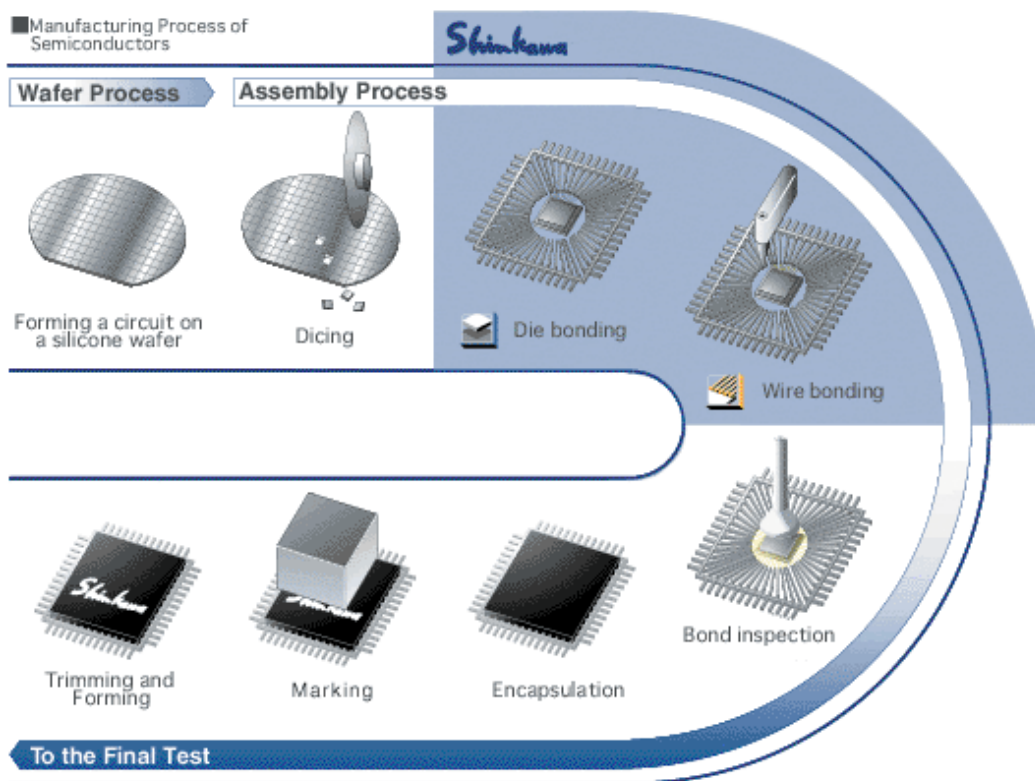 Manufacturing Process of
Semiconductors
Shinkawa
Wafer Process
Assembly Process
Forming a circuit on
a silicone wafer
Dicing
Die bonding
Wire bonding
Bond inspection
Encapsulation
Marking
Shinkawa
Trimming and
Forming
Shinkawa
To the Final Test